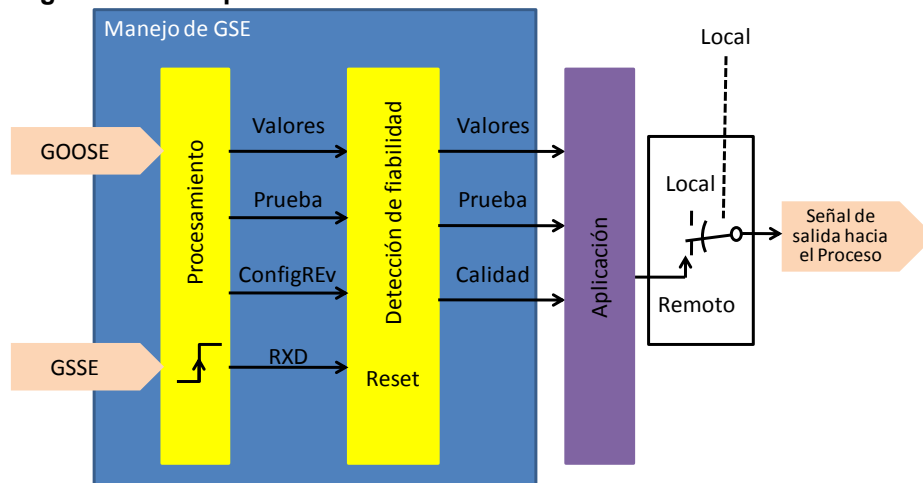 Manejo de GSE
Local
GOOSE
Procesamiento
Valores
Prueba
ConfigREv
RXD
Detección de fiabilidad
Reset
Valores
Prueba
Calidad
Aplicación
Local
Remoto
Señal de
salida hacia
el Proceso
GSSE